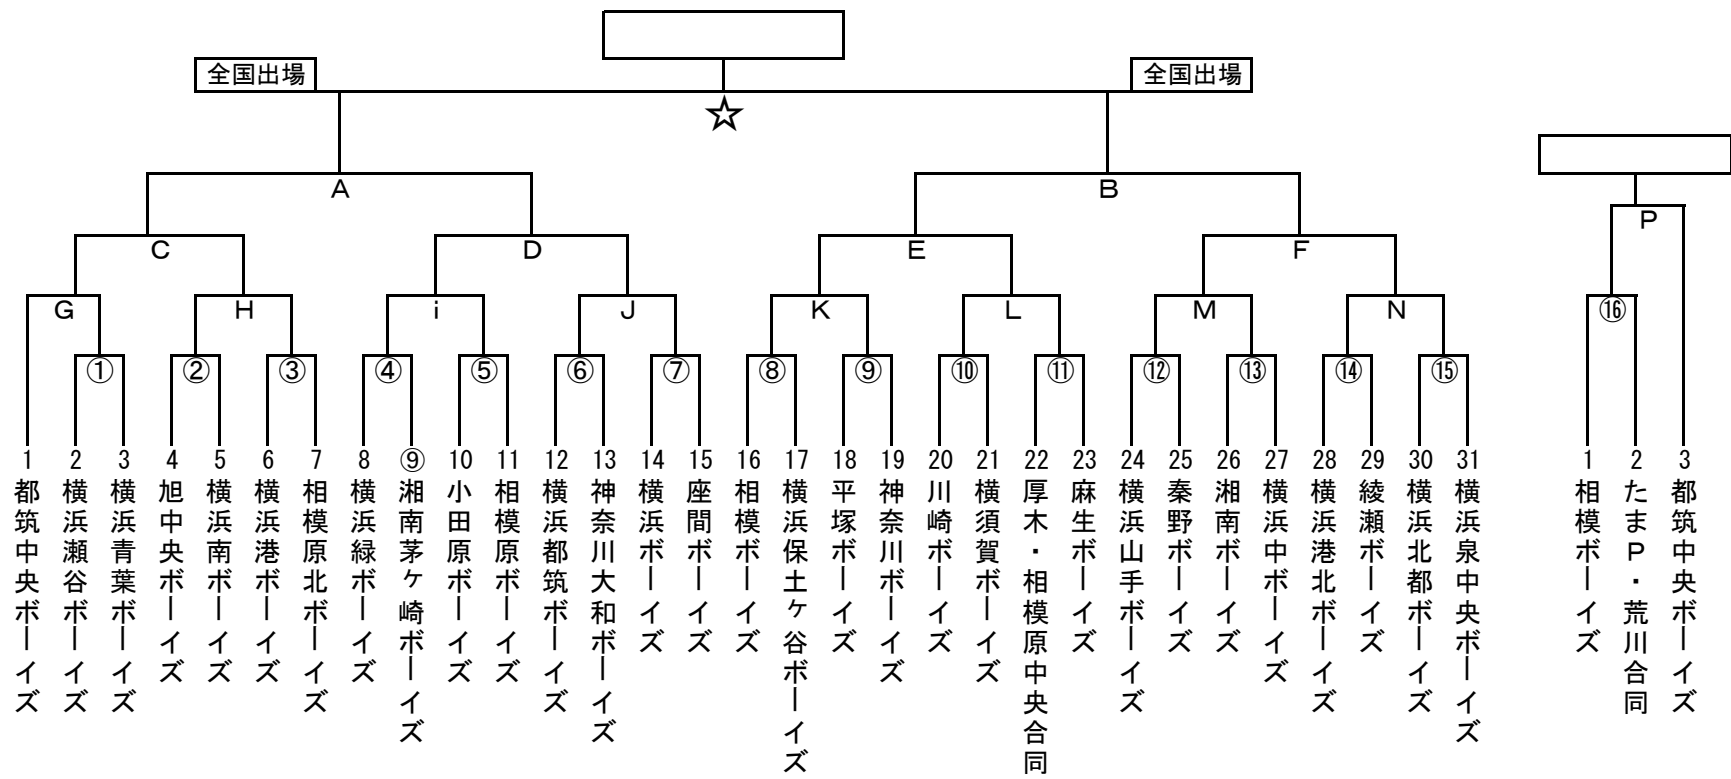 全国出場
全国出場
☆
A
B
P
C
D
E
F
G
H
i
J
K
L
M
N
⑯
①
②
③
④
⑤
⑥
⑦
⑧
⑨
⑩
⑪
⑫
⑬
⑭
⑮
1 都筑中央ボーイズ
2 横浜瀬谷ボーイズ
3 横浜青葉ボーイズ
4 旭中央ボーイズ
5 横浜南ボーイズ
6 横浜港ボーイズ
7 相模原北ボーイズ
8 横浜緑ボーイズ
⑨ 湘南茅ケ崎ボーイズ
10 小田原ボーイズ
11 相模原ボーイズ
12 横浜都筑ボーイズ
13 神奈川大和ボーイズ
14 横浜ボーイズ
15 座間ボーイズ
16 相模ボーイズ
17 横浜保土ケ谷ボーイズ
18 平塚ボーイズ
19 神奈川ボーイズ
20 川崎ボーイズ
21 横須賀ボーイズ
22 厚木・相模原中央合同
23 麻生ボーイズ
24 横浜山手ボーイズ
25 秦野ボーイズ
26 湘南ボーイズ
27 横浜中ボーイズ
28 横浜港北ボーイズ
29 綾瀬ボーイズ
30 横浜北都ボーイズ
31 横浜泉中央ボーイズ
1 相模ボーイズ
2 たまP・荒川合同
3 都筑中央ボーイズ